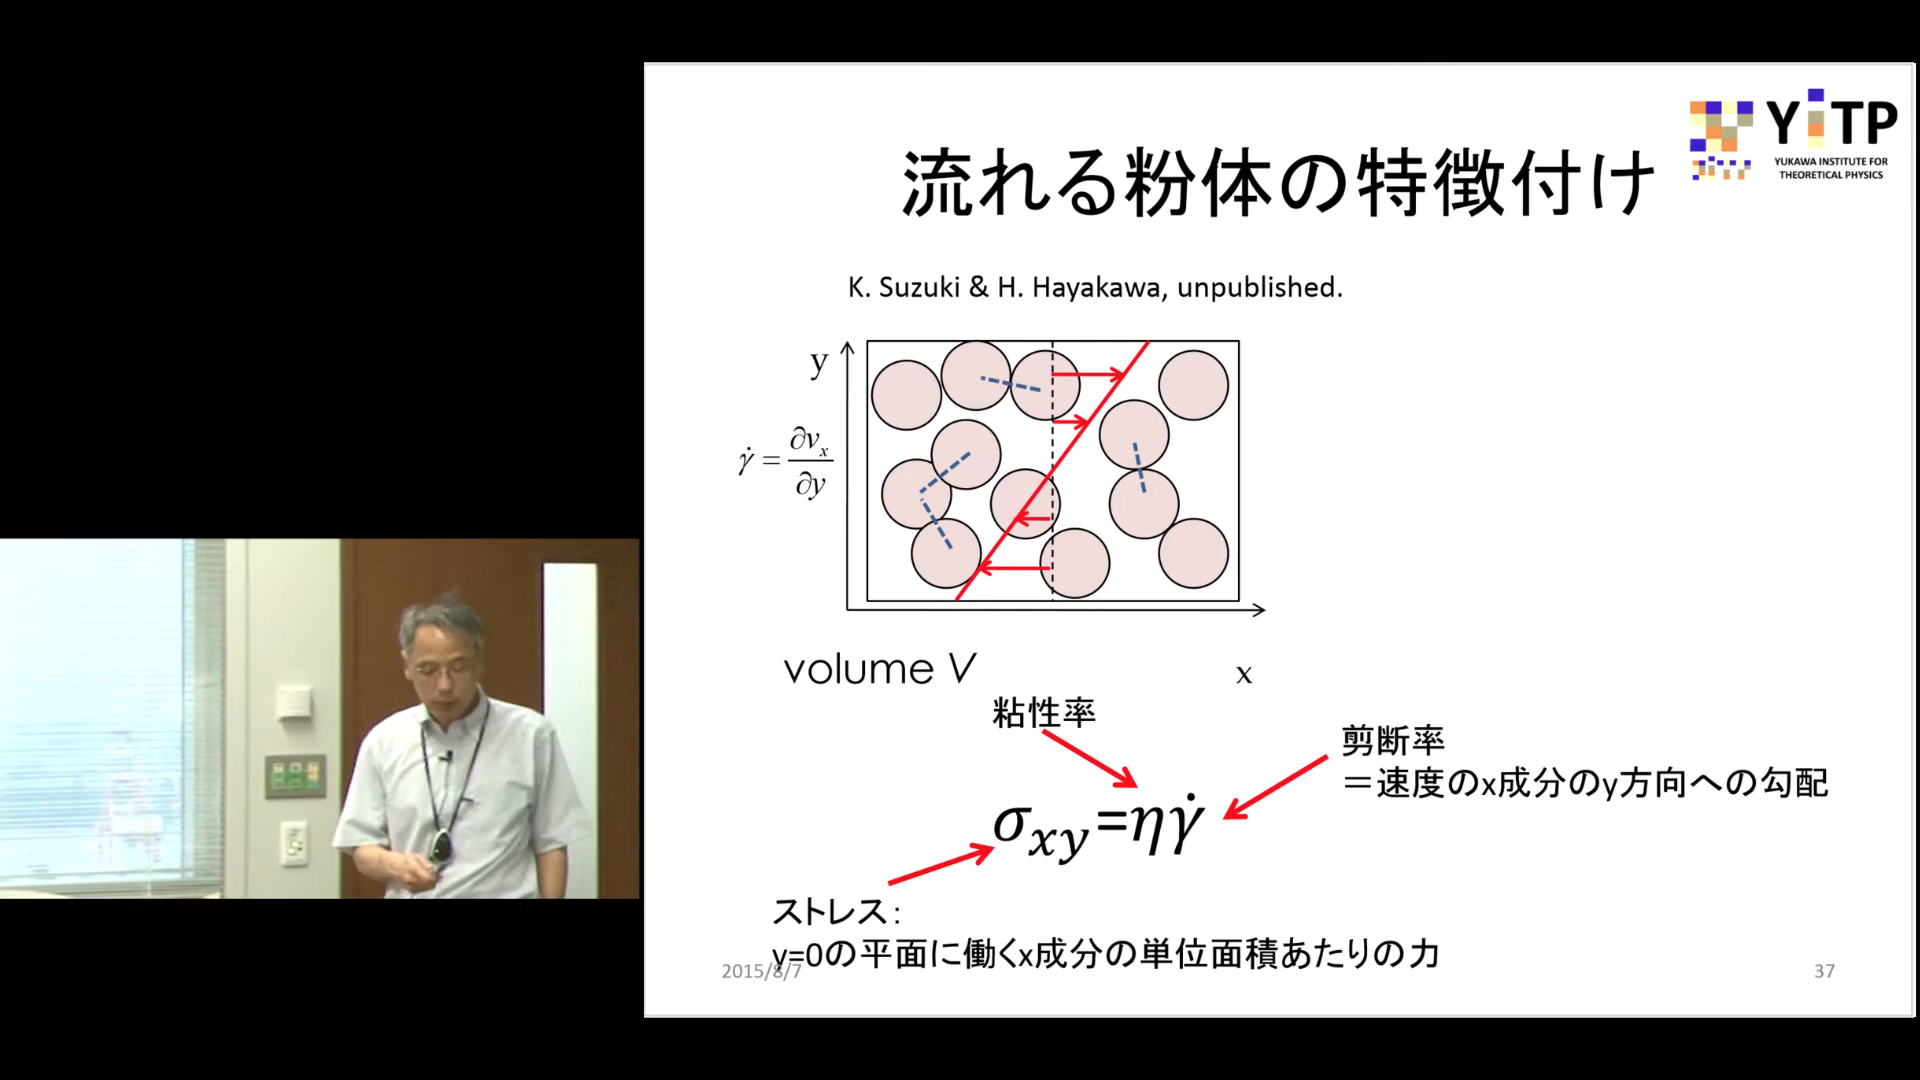 YiTP
YUKAWA INSTITUTE FOR
THEORETICAL PHYSICS
流れる粉体の特徴付け
K. Suzuki & H. Hayakawa, unpublished.
y
γ̇ = ∂vₓ/∂y
volume V
x
粘性率
剪断率
＝速度のx成分のy方向への勾配
σxy=ηγ̇
ストレス：
y=0の平面に働くx成分の単位面積あたりの力
2015/8/7
37